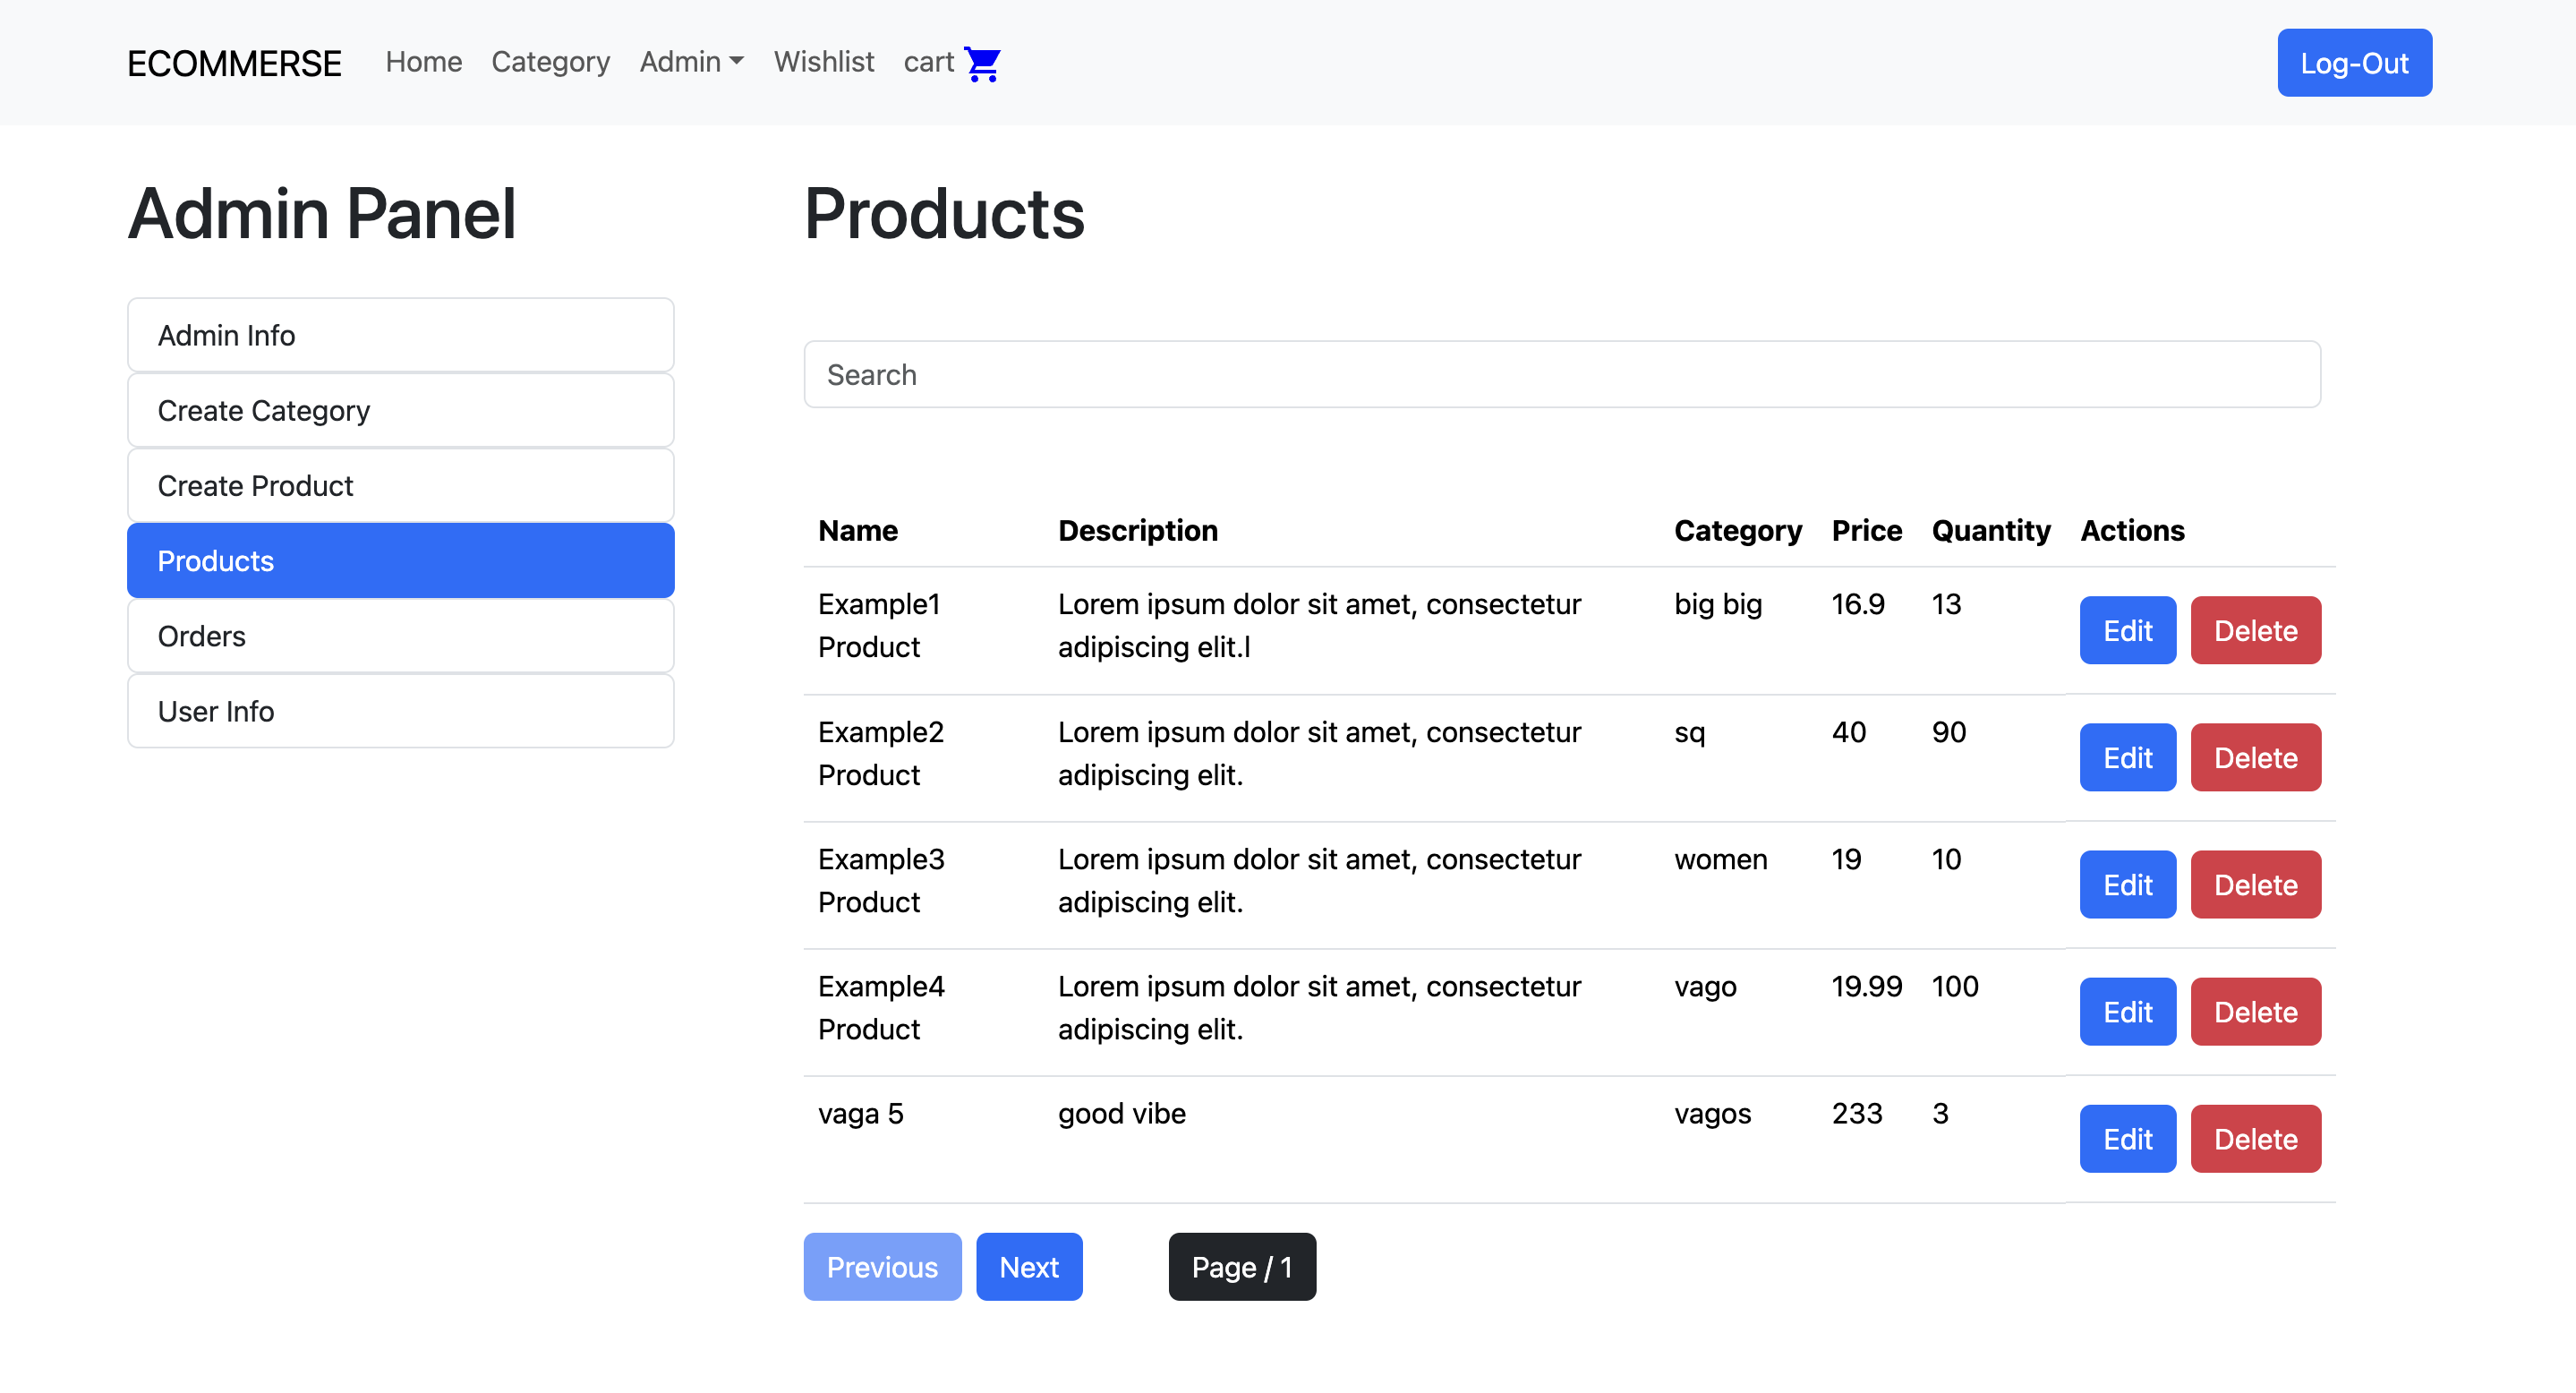 ECOMMERSE Home Category Admin Wishlist cart Log-Out
Admin Panel
Admin Info
Create Category
Create Product
Products
Orders
User Info
Products
Search
Name Description Category Price Quantity Actions
Example1 Lorem ipsum dolor sit amet, consectetur big big 16.9 13 Edit Delete
Product adipiscing elit.l
Example2 Lorem ipsum dolor sit amet, consectetur sq 40 90 Edit Delete
Product adipiscing elit.
Example3 Lorem ipsum dolor sit amet, consectetur women 19 10 Edit Delete
Product adipiscing elit.
Example4 Lorem ipsum dolor sit amet, consectetur vago 19.99 100 Edit Delete
Product adipiscing elit.
vaga 5 good vibe vagos 233 3 Edit Delete
Previous Next Page / 1